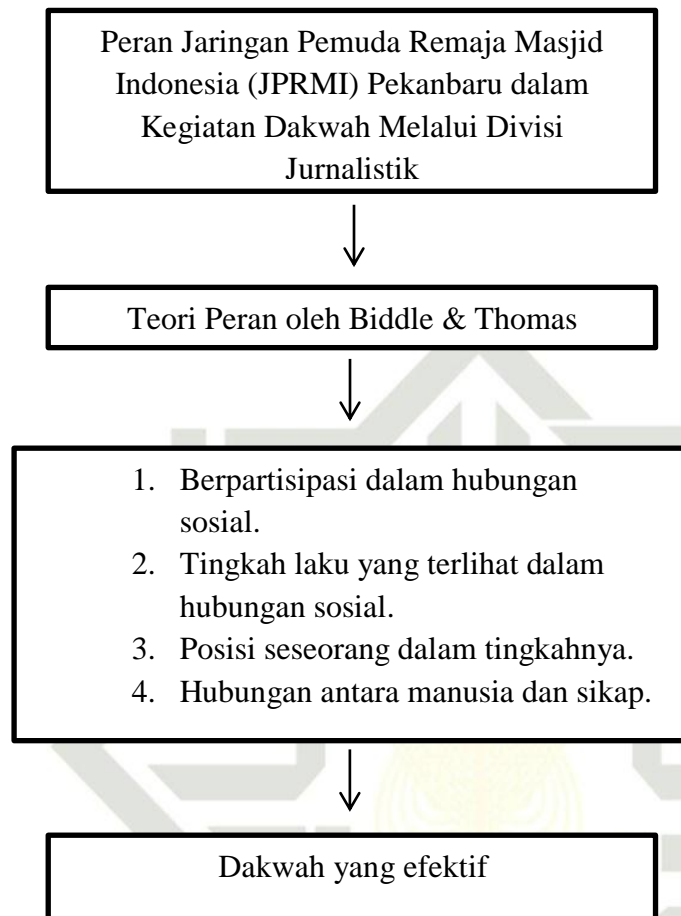 Peran Jaringan Pemuda Remaja Masjid
Indonesia (JPRMI) Pekanbaru dalam
Kegiatan Dakwah Melalui Divisi
Jurnalistik
Teori Peran oleh Biddle & Thomas
1. Berpartisipasi dalam hubungan
sosial.
2. Tingkah laku yang terlihat dalam
hubungan sosial.
3. Posisi seseorang dalam tingkahnya.
4. Hubungan antara manusia dan sikap.
Dakwah yang efektif